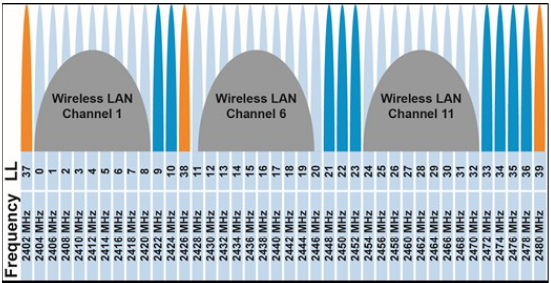 Wireless LAN
Channel 1
Wireless LAN
Channel 6
Wireless LAN
Channel 11
LL 37 0 1 2 3 4 5 6 7 8 9 10 38 11 12 13 14 15 16 17 18 19 20 21 22 23 24 25 26 27 28 29 30 31 32 33 34 35 36 39
Frequency 2402 MHz 2404 MHz 2406 MHz 2408 MHz 2410 MHz 2412 MHz 2414 MHz 2416 MHz 2418 MHz 2420 MHz 2422 MHz 2424 MHz 2426 MHz 2428 MHz 2430 MHz 2432 MHz 2434 MHz 2436 MHz 2438 MHz 2440 MHz 2442 MHz 2444 MHz 2446 MHz 2448 MHz 2450 MHz 2452 MHz 2454 MHz 2456 MHz 2458 MHz 2460 MHz 2462 MHz 2464 MHz 2466 MHz 2468 MHz 2470 MHz 2472 MHz 2474 MHz 2476 MHz 2478 MHz 2480 MHz